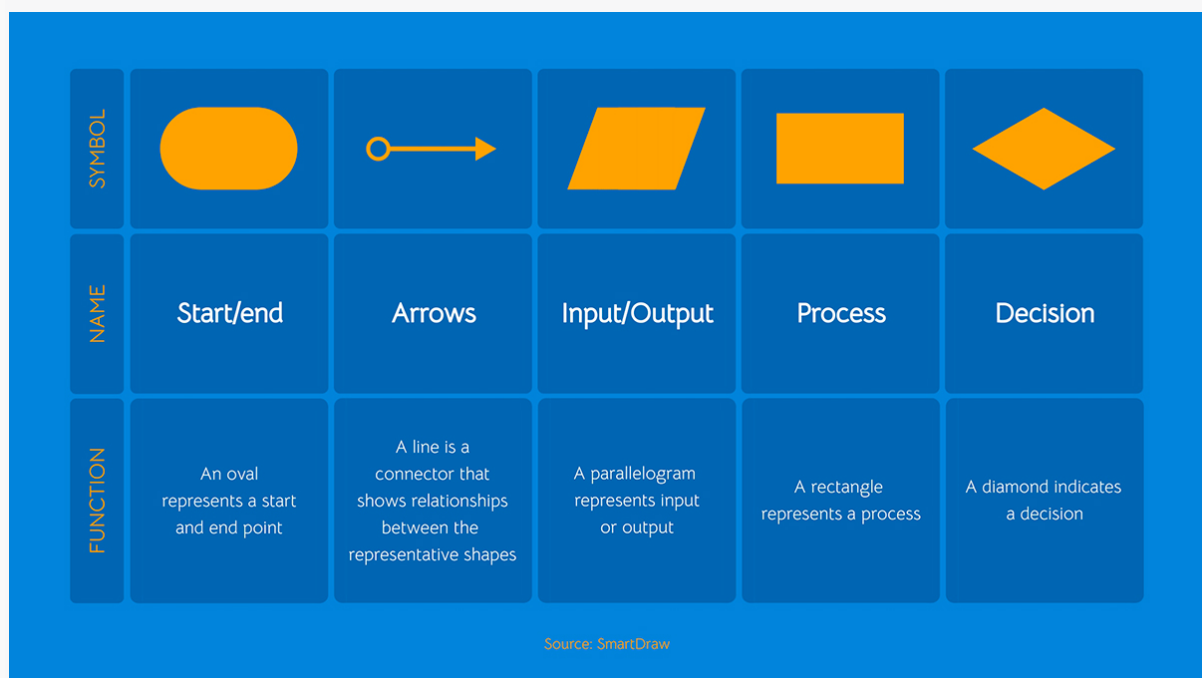 SYMBOL
NAME
Start/end
Arrows
Input/Output
Process
Decision
FUNCTION
An oval
represents a start
and end point
A line is a
connector that
shows relationships
between the
representative shapes
A parallelogram
represents input
or output
A rectangle
represents a process
A diamond indicates
a decision
Source: SmartDraw